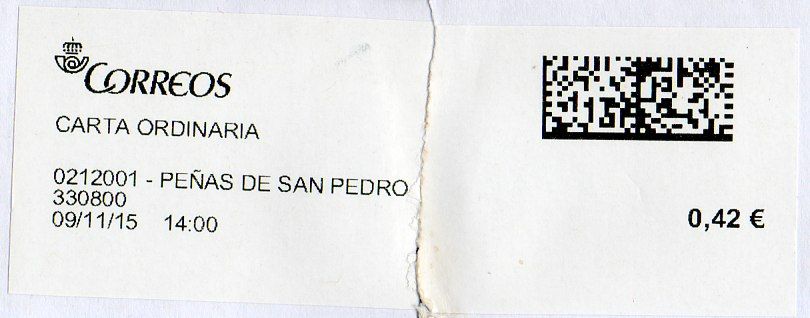 CORREOS
CARTA ORDINARIA
0212001 - PEÑAS DE SAN PEDRO
330800
09/11/15 14:00
0,42 €